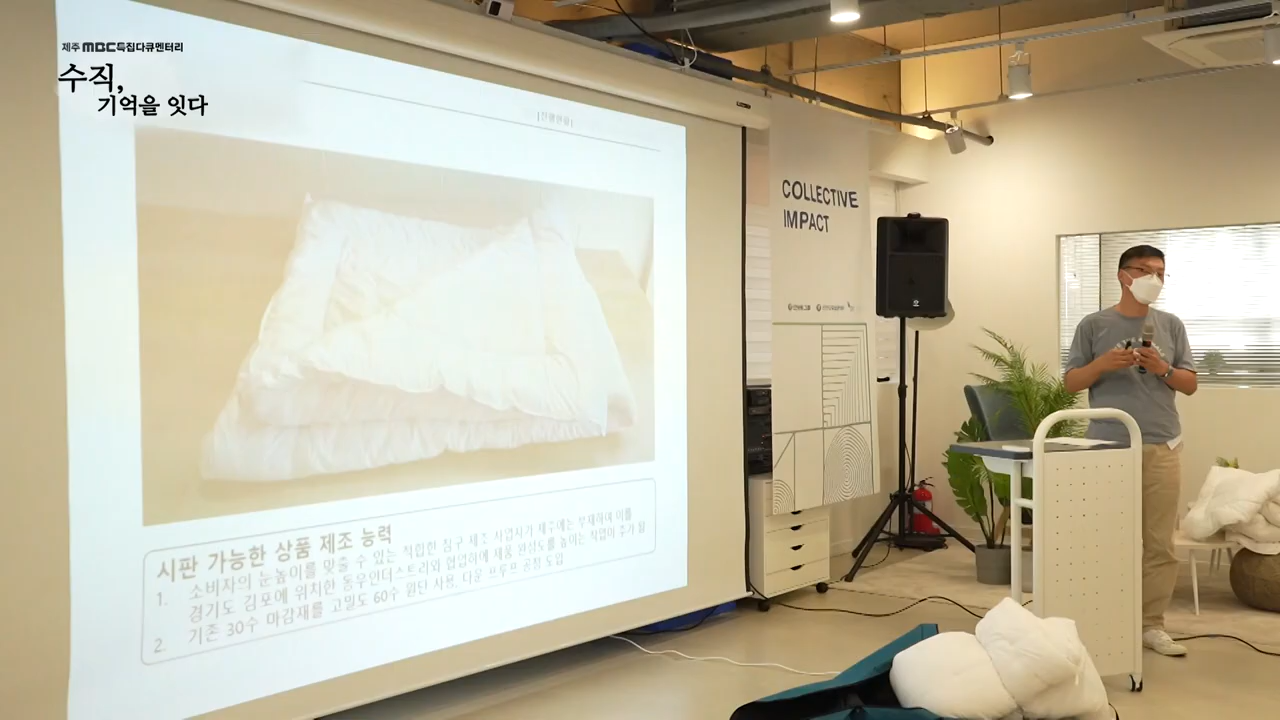 제주 MBC특집다큐멘터리
수직,
기억을 잇다
COLLECTIVE
IMPACT
시판 가능한 상품 제조 능력
1. 소비자의 눈높이를 맞출 수 있는 적합한 침구 제조 사업자가 제주에는 부재하여 이를
경기도 김포에 위치한 동우인더스트리와 협업하에 제품 완성도를 높이는 작업이 추가 됨
2. 기존 30수 마감재를 고밀도 60수 원단 사용, 다운 프루프 공정 도입